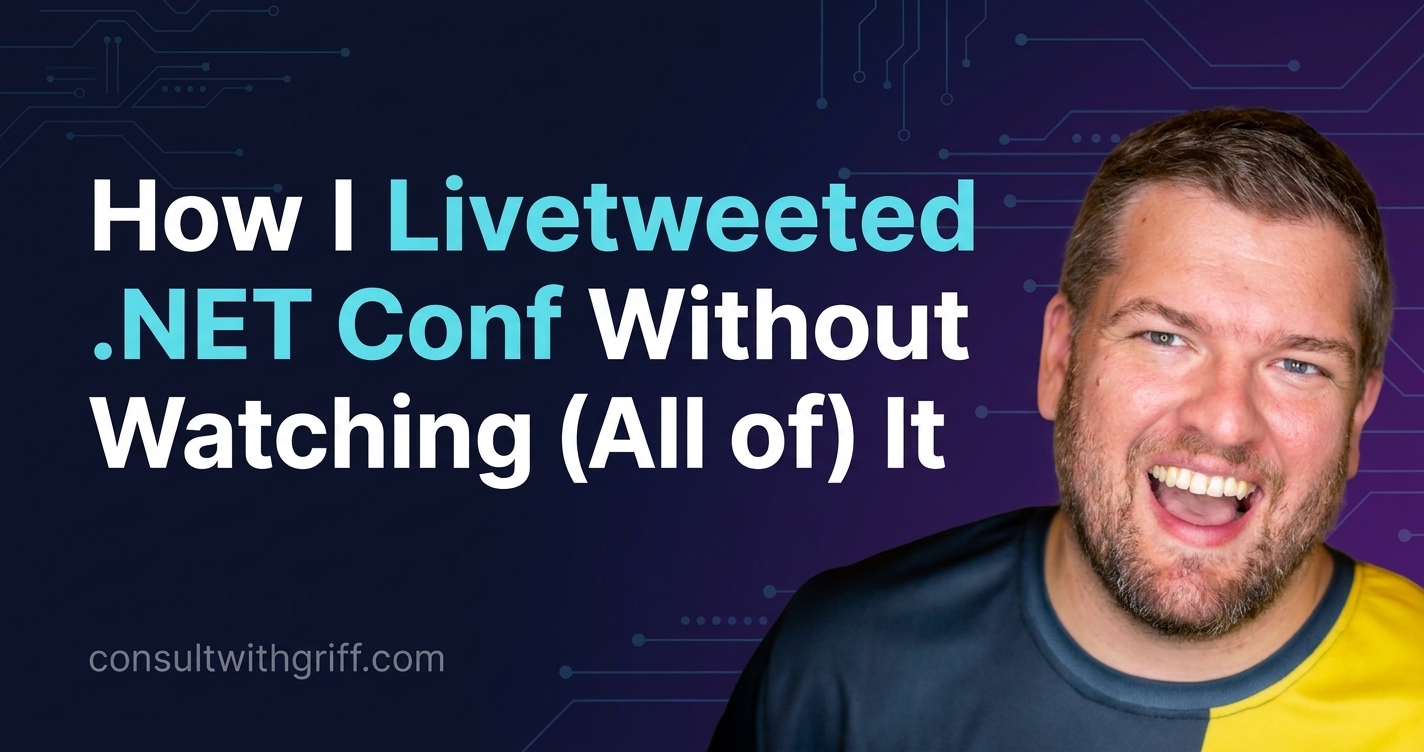 How I Livetweeted
.NET Conf Without
Watching (All of) It
consultwithgriff.com